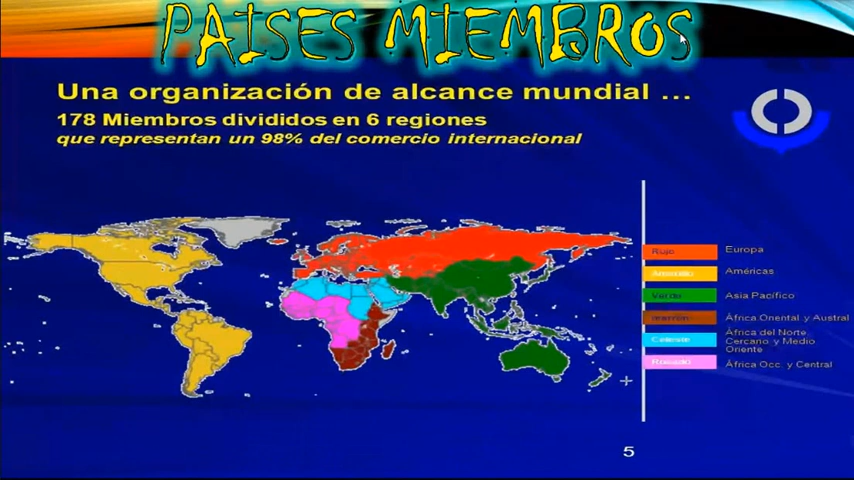 PAISES MIEMBROS
Una organización de alcance mundial ...
178 Miembros divididos en 6 regiones
que representan un 98% del comercio internacional
Rojo Europa
Amarillo Américas
Verde Asia Pacífico
Marrón África Oriental y Austral
Celeste África del Norte, Cercano y Medio Oriente
Rosado África Occ. y Central
5